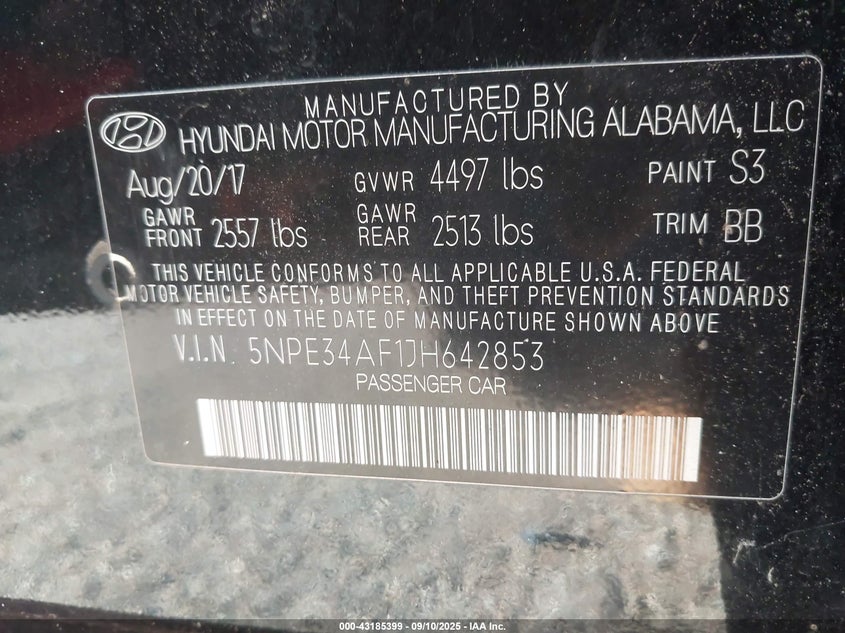 MANUFACTURED BY
HYUNDAI MOTOR MANUFACTURING ALABAMA, LLC
Aug/20/17 GVWR 4497 lbs PAINT S3
GAWR FRONT 2557 lbs GAWR REAR 2513 lbs TRIM BB
THIS VEHICLE CONFORMS TO ALL APPLICABLE U.S.A. FEDERAL
MOTOR VEHICLE SAFETY, BUMPER, AND THEFT PREVENTION STANDARDS
IN EFFECT ON THE DATE OF MANUFACTURE SHOWN ABOVE
V.I.N. 5NPE34AF1JH642853
PASSENGER CAR
000-43185399 - 09/10/2025 - IAA Inc.